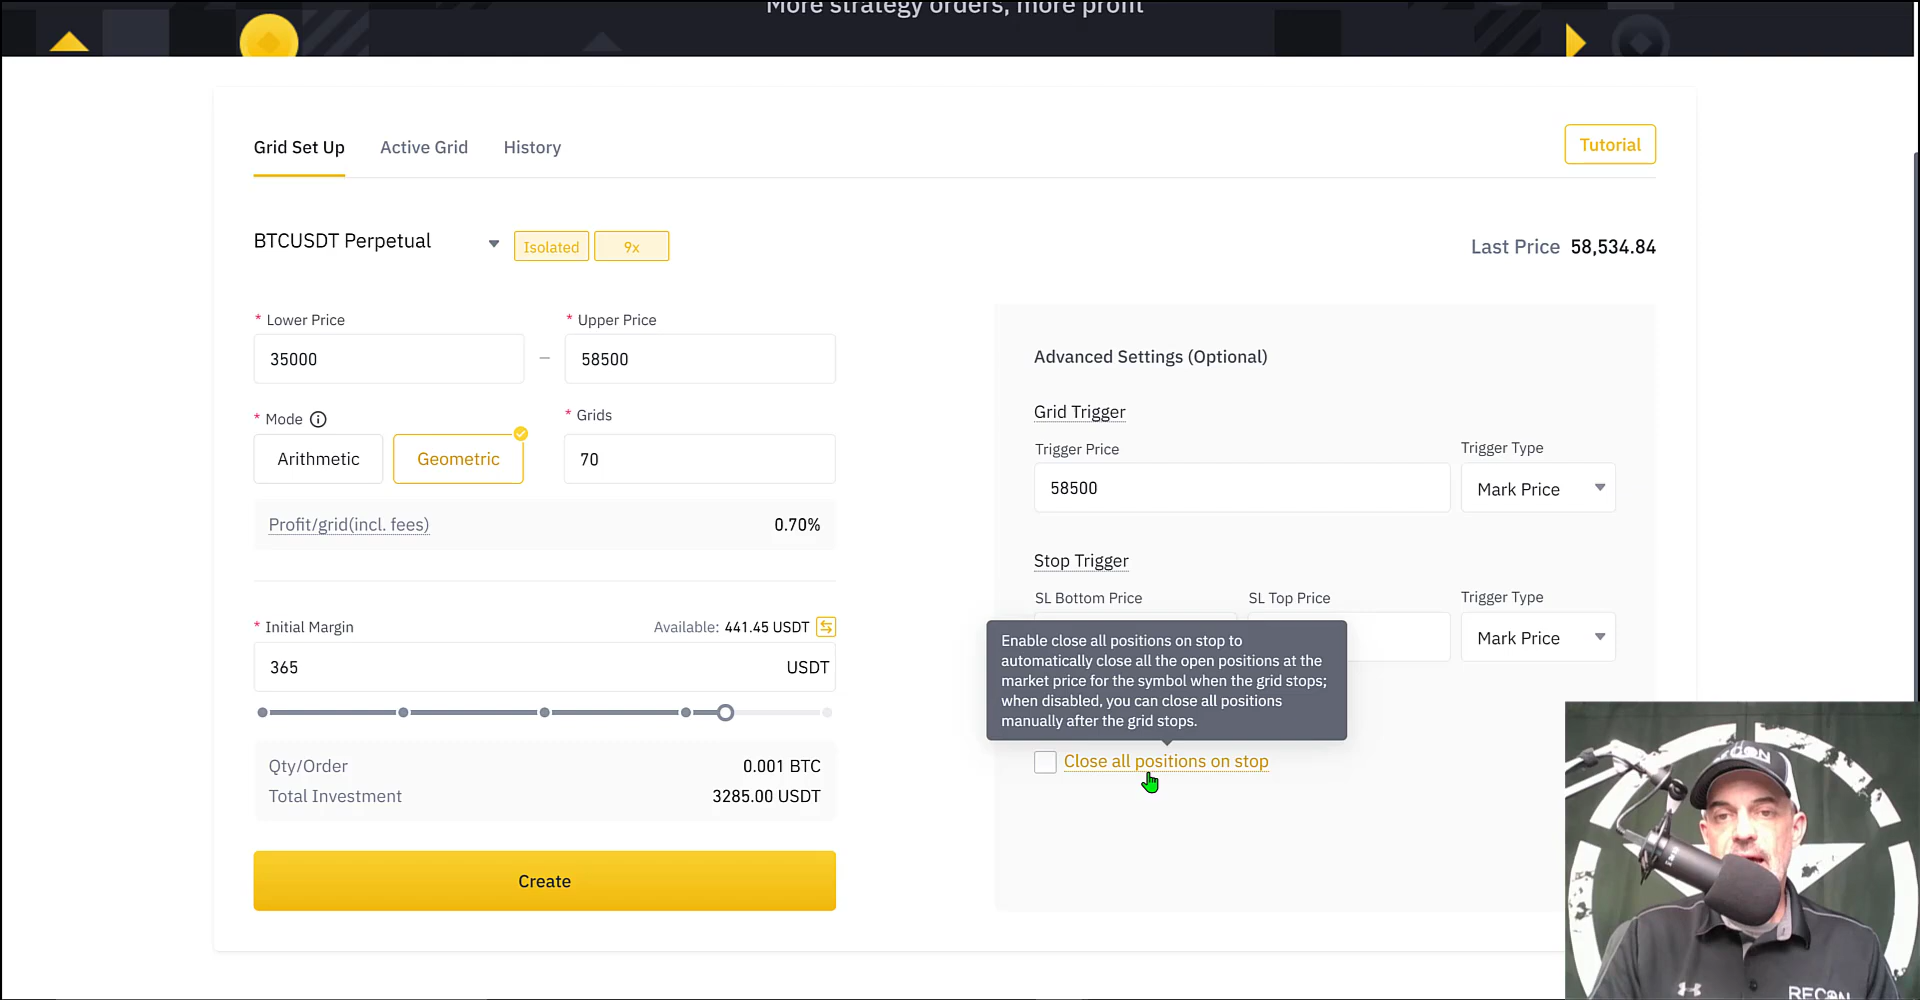 More strategy orders, more profit
Grid Set Up
Active Grid
History
Tutorial
BTCUSDT Perpetual
Isolated
9x
Last Price 58,534.84
* Lower Price
* Upper Price
35000
–
58500
* Mode
* Grids
Arithmetic
Geometric
70
Profit/grid(incl. fees)
0.70%
* Initial Margin
Available: 441.45 USDT
365
USDT
Qty/Order
0.001 BTC
Total Investment
3285.00 USDT
Create
Advanced Settings (Optional)
Grid Trigger
Trigger Price
Trigger Type
58500
Mark Price
Stop Trigger
SL Bottom Price
SL Top Price
Trigger Type
Mark Price
Enable close all positions on stop to
automatically close all the open positions at the
market price for the symbol when the grid stops;
when disabled, you can close all positions
manually after the grid stops.
Close all positions on stop
RECON
RECON